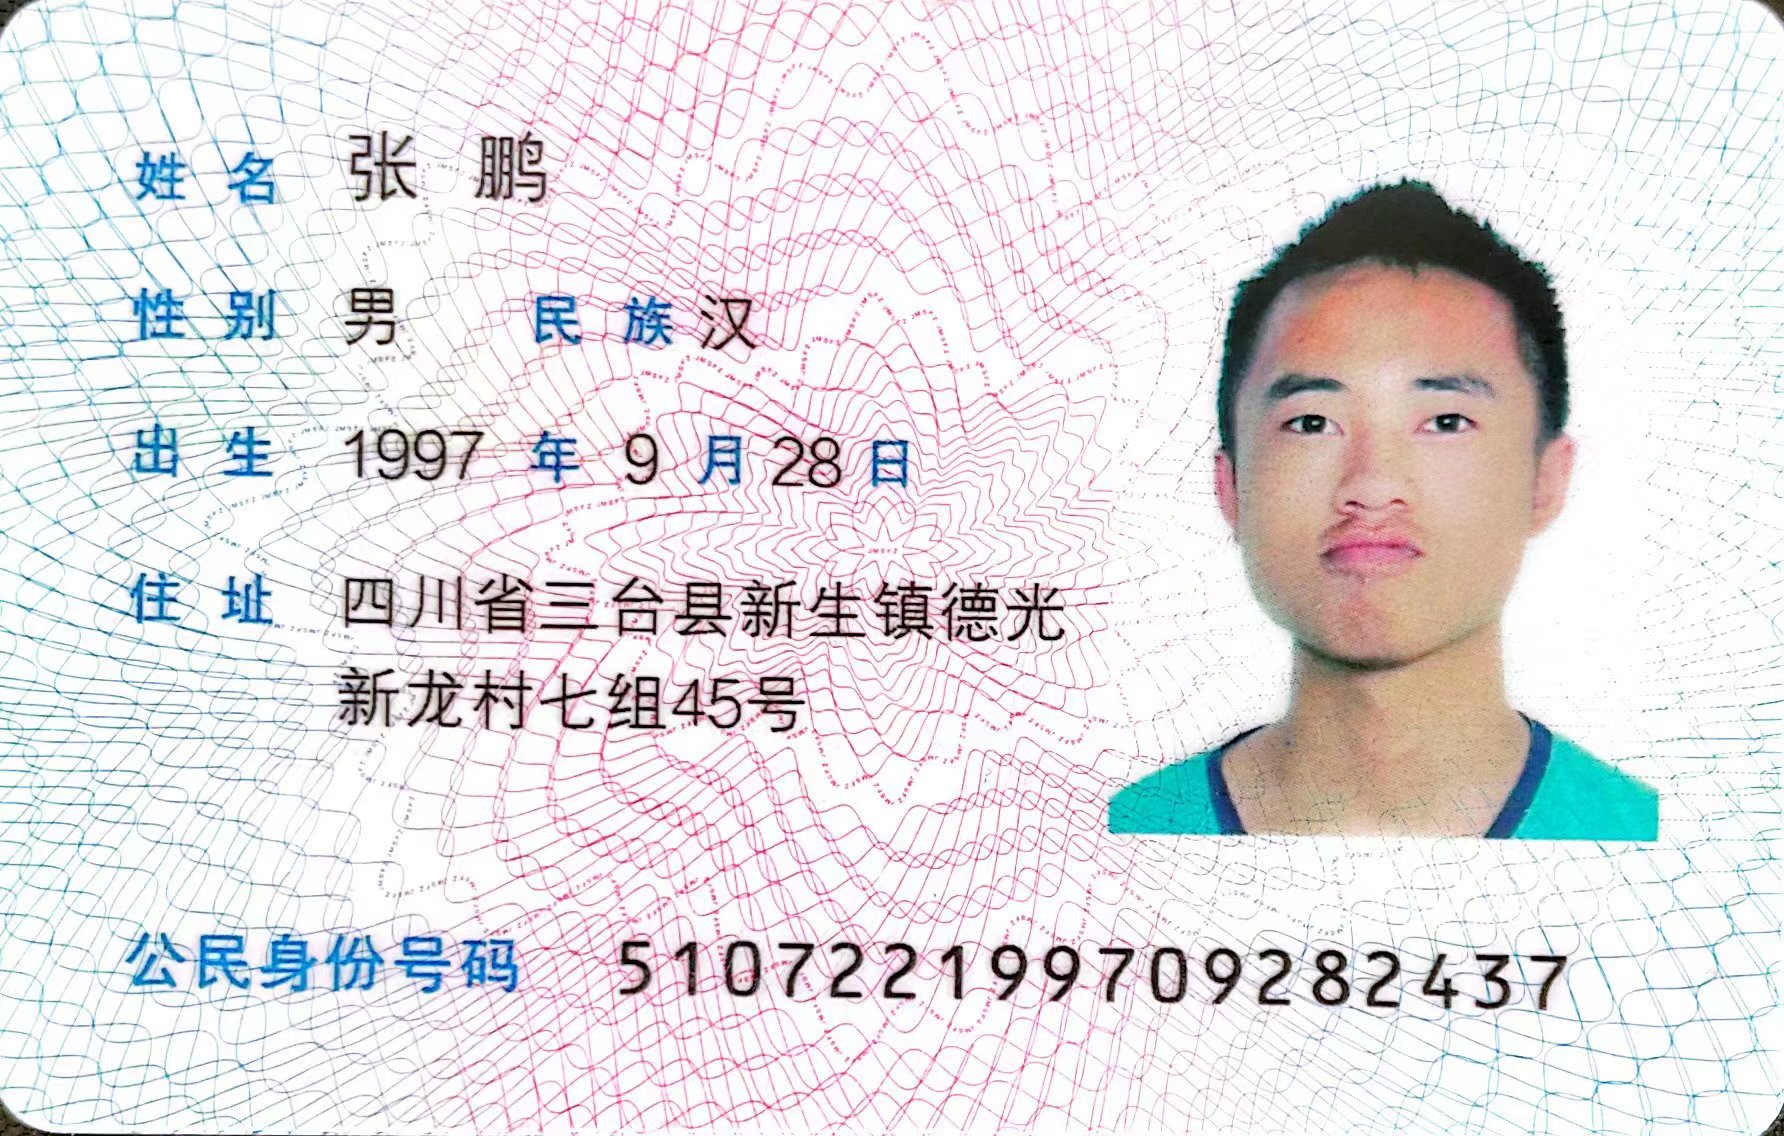 姓名 张鹏
性别 男 民族 汉
出生 1997 年 9 月 28 日
住址 四川省三台县新生镇德光
新龙村七组45号
公民身份号码 510722199709282437